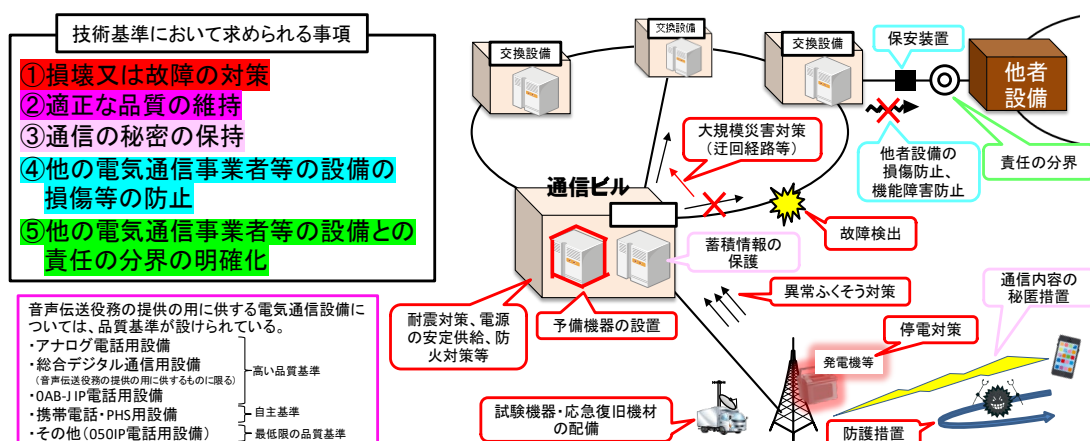 技術基準において求められる事項
①損壊又は故障の対策
②適正な品質の維持
③通信の秘密の保持
④他の電気通信事業者等の設備の
損傷等の防止
⑤他の電気通信事業者等の設備との
責任の分界の明確化
音声伝送役務の提供の用に供する電気通信設備に
ついては、品質基準が設けられている。
・アナログ電話用設備
・総合デジタル通信用設備
(音声伝送役務の提供の用に供するものに限る)
・0AB-J IP電話用設備
高い品質基準
・携帯電話・PHS用設備
自主基準
・その他(050IP電話用設備)
最低限の品質基準
交換設備
交換設備
交換設備
保安装置
他者
設備
大規模災害対策
(迂回経路等)
他者設備の
損傷防止、
機能障害防止
責任の分界
通信ビル
故障検出
蓄積情報の
保護
異常ふくそう対策
通信内容の
秘匿措置
耐震対策、電源
の安定供給、防
火対策等
予備機器の設置
停電対策
発電機等
試験機器・応急復旧機材
の配備
防護措置